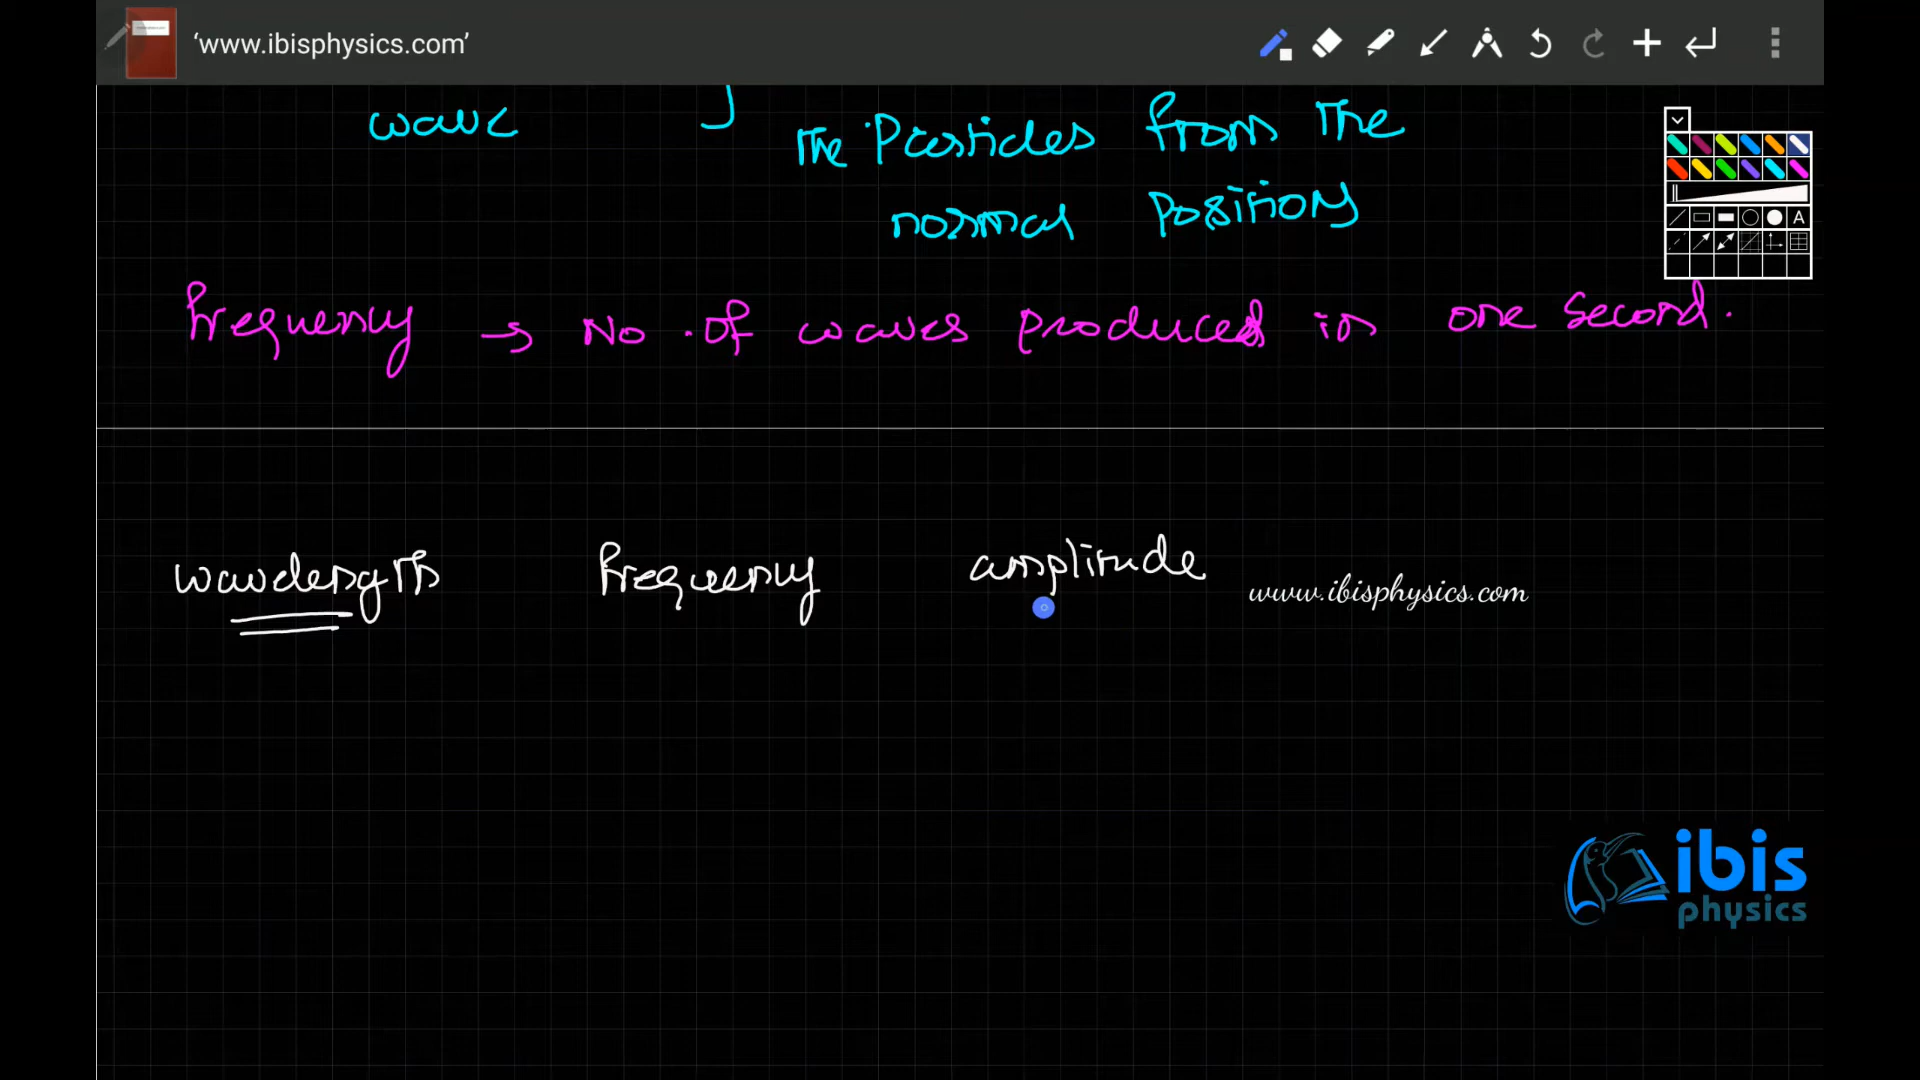 ‘www.ibisphysics.com’
wave
The Particles from the
normal positions
Frequency → No. of waves produced in one second.
wavelength frequency amplitude
www.ibisphysics.com
A
ibis
physics